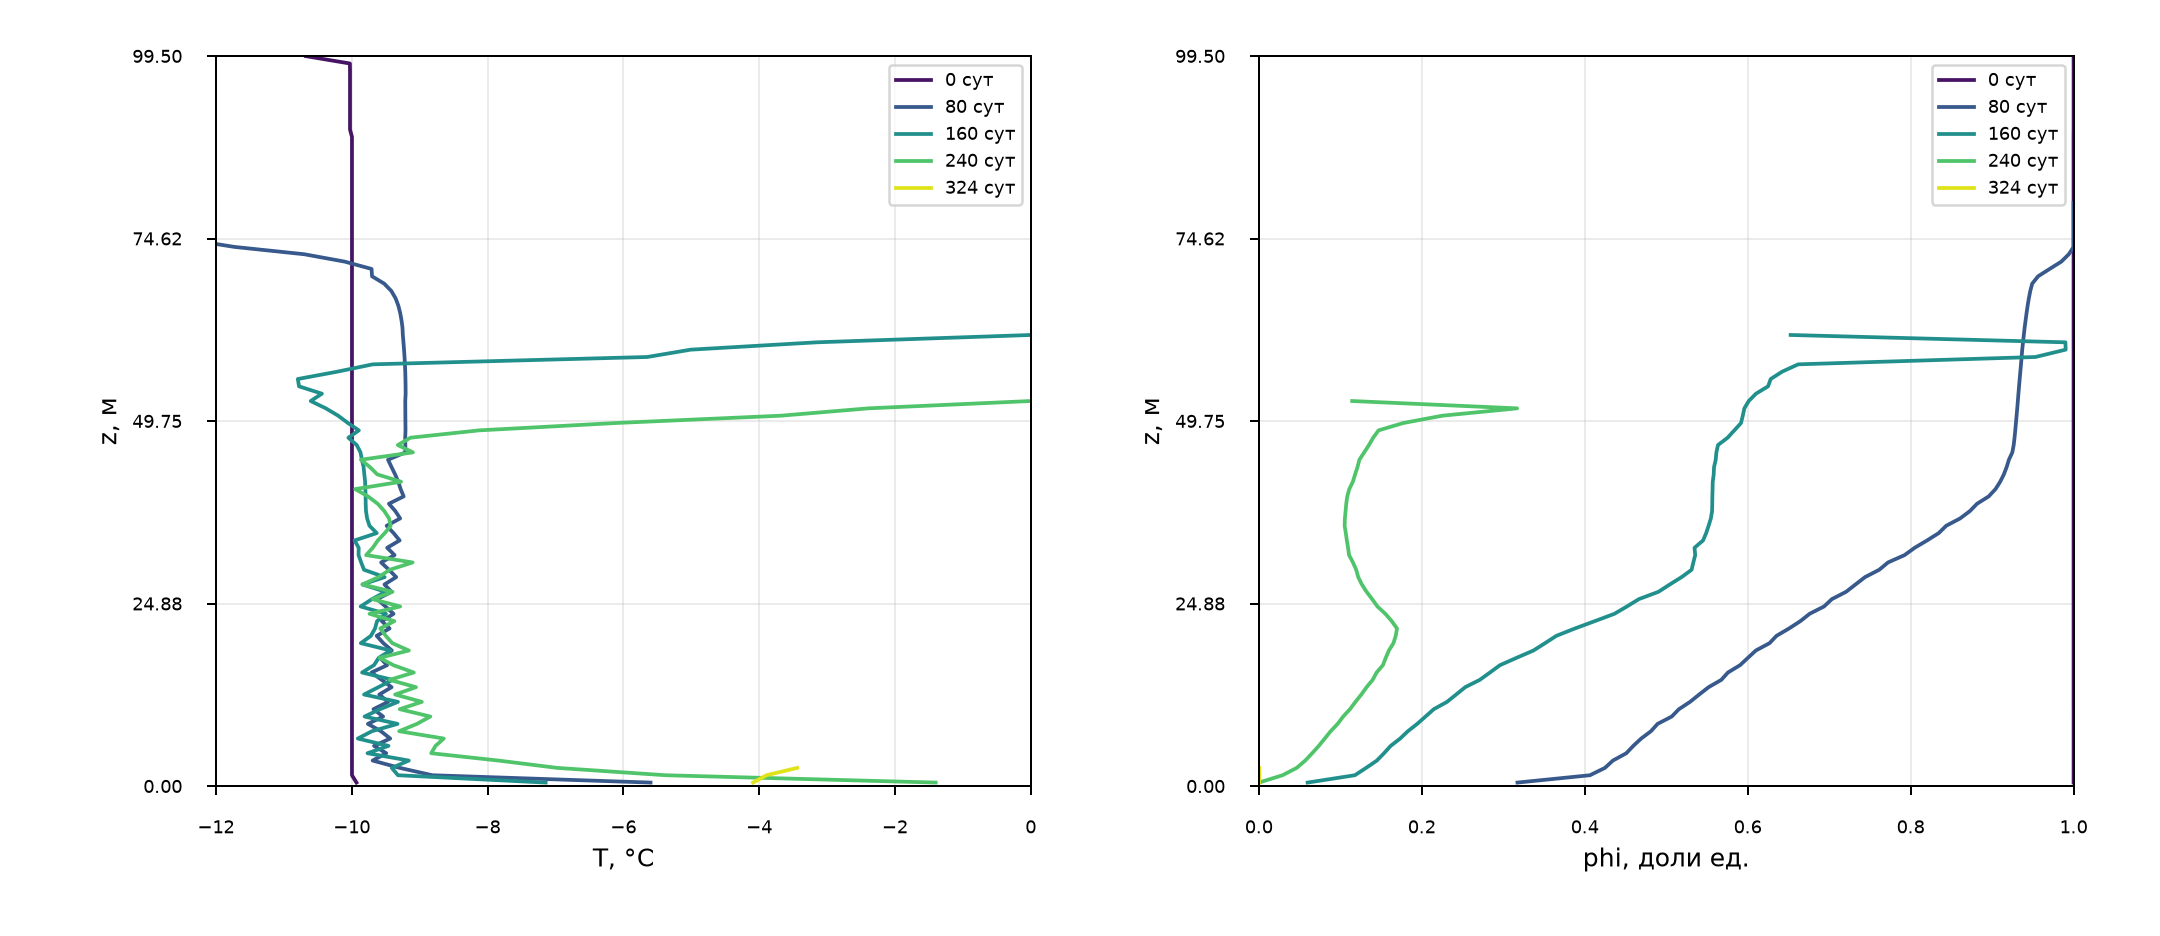 99.50
74.62
49.75
24.88
0.00
z, м
−12
−10
−8
−6
−4
−2
0
T, °C
0 сут
80 сут
160 сут
240 сут
324 сут
99.50
74.62
49.75
24.88
0.00
z, м
0.0
0.2
0.4
0.6
0.8
1.0
phi, доли ед.
0 сут
80 сут
160 сут
240 сут
324 сут